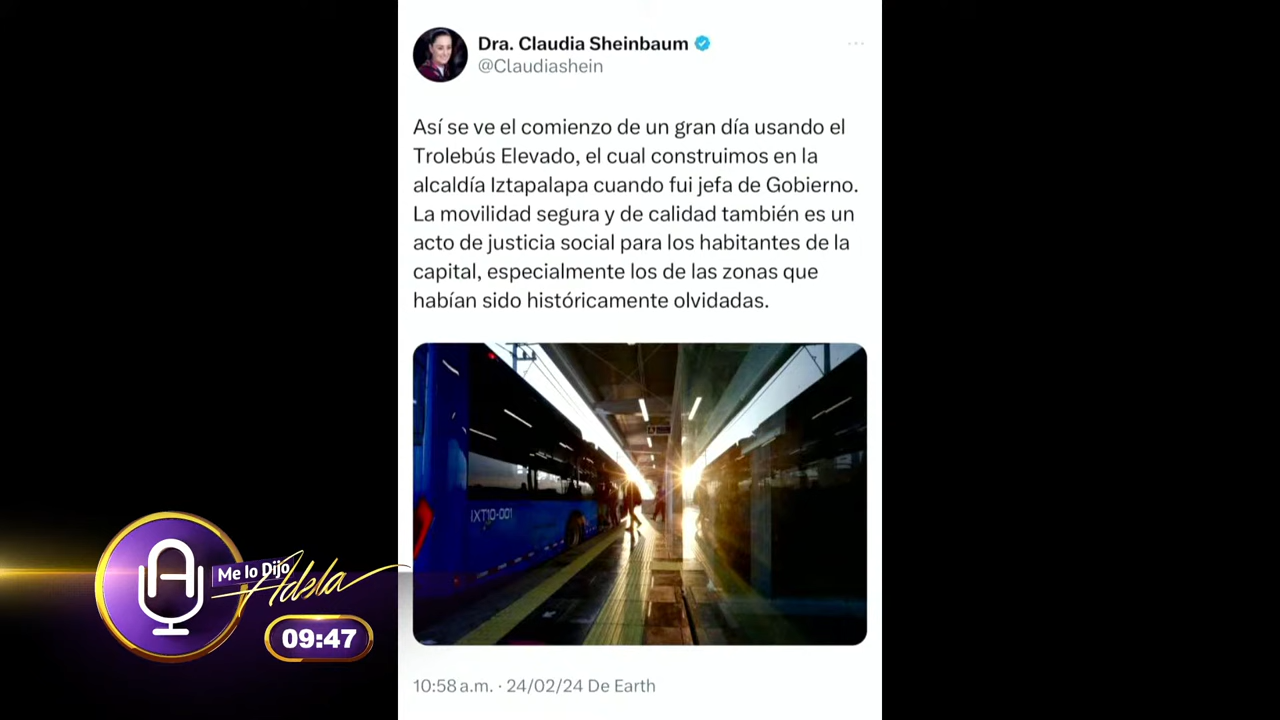 Dra. Claudia Sheinbaum
@Claudiashein
Así se ve el comienzo de un gran día usando el
Trolebús Elevado, el cual construimos en la
alcaldía Iztapalapa cuando fui jefa de Gobierno.
La movilidad segura y de calidad también es un
acto de justicia social para los habitantes de la
capital, especialmente los de las zonas que
habían sido históricamente olvidadas.
IXT10-001
10:58 a.m. · 24/02/24 De Earth
Me lo Dijo
Adela
09:47